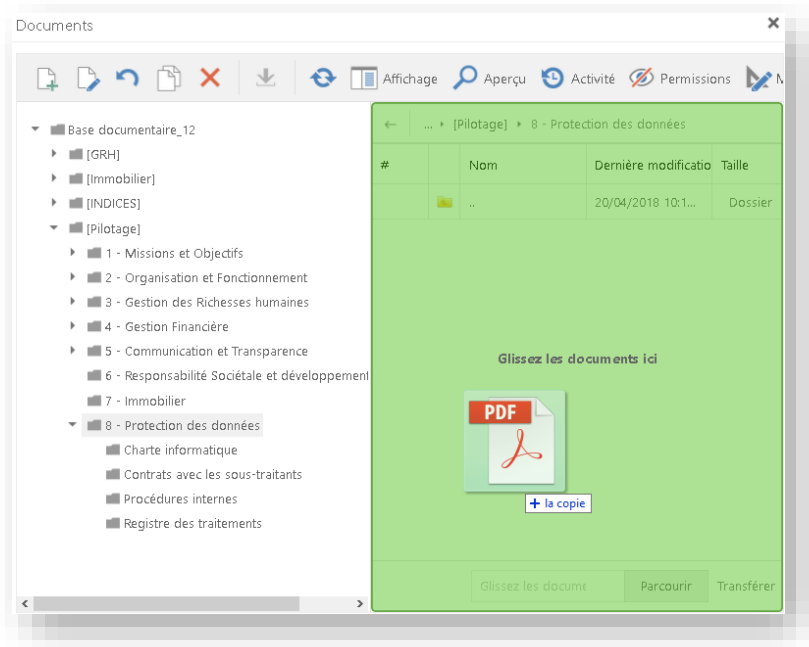 Documents
Affichage Aperçu Activité Permissions M
Base documentaire_12
[GRH]
[Immobilier]
[INDICES]
[Pilotage]
1 - Missions et Objectifs
2 - Organisation et Fonctionnement
3 - Gestion des Richesses humaines
4 - Gestion Financière
5 - Communication et Transparence
6 - Responsabilité Sociétale et développement
7 - Immobilier
8 - Protection des données
Charte informatique
Contrats avec les sous-traitants
Procédures internes
Registre des traitements
... [Pilotage] 8 - Protection des données
# Nom Dernière modificatio Taille
.. 20/04/2018 10:1... Dossier
Glissez les documents ici
PDF
+ la copie
Glissez les docume Parcourir Transférer